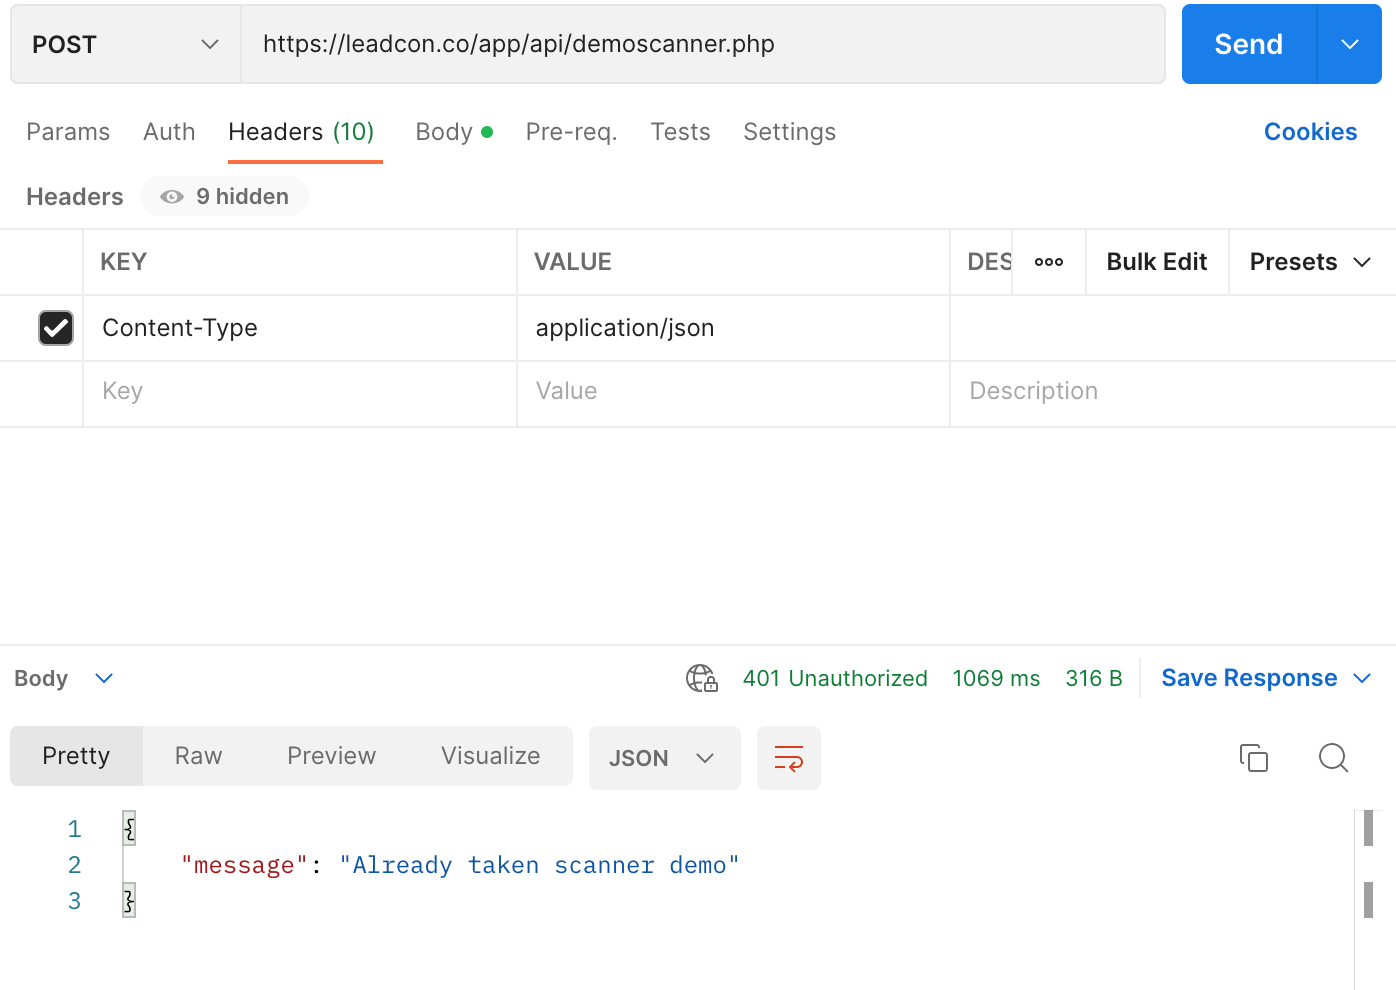 POST https://leadcon.co/app/api/demoscanner.php Send
Params Auth Headers (10) Body Pre-req. Tests Settings Cookies
Headers 9 hidden
KEY VALUE DES Bulk Edit Presets
Content-Type application/json
Key Value Description
Body 401 Unauthorized 1069 ms 316 B Save Response
Pretty Raw Preview Visualize JSON
1 {
2 "message": "Already taken scanner demo"
3 }